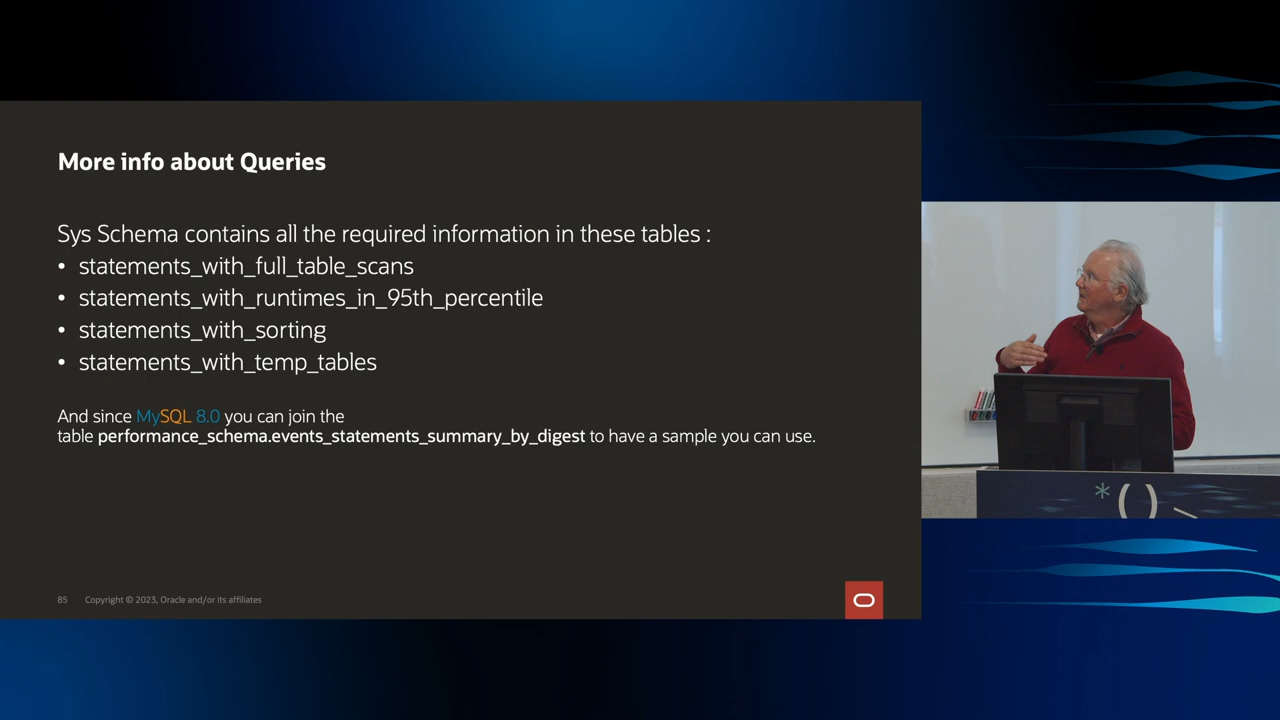 More info about Queries
Sys Schema contains all the required information in these tables :
• statements_with_full_table_scans
• statements_with_runtimes_in_95th_percentile
• statements_with_sorting
• statements_with_temp_tables
And since MySQL 8.0 you can join the
table performance_schema.events_statements_summary_by_digest to have a sample you can use.
85 Copyright © 2023, Oracle and/or its affiliates
*()~